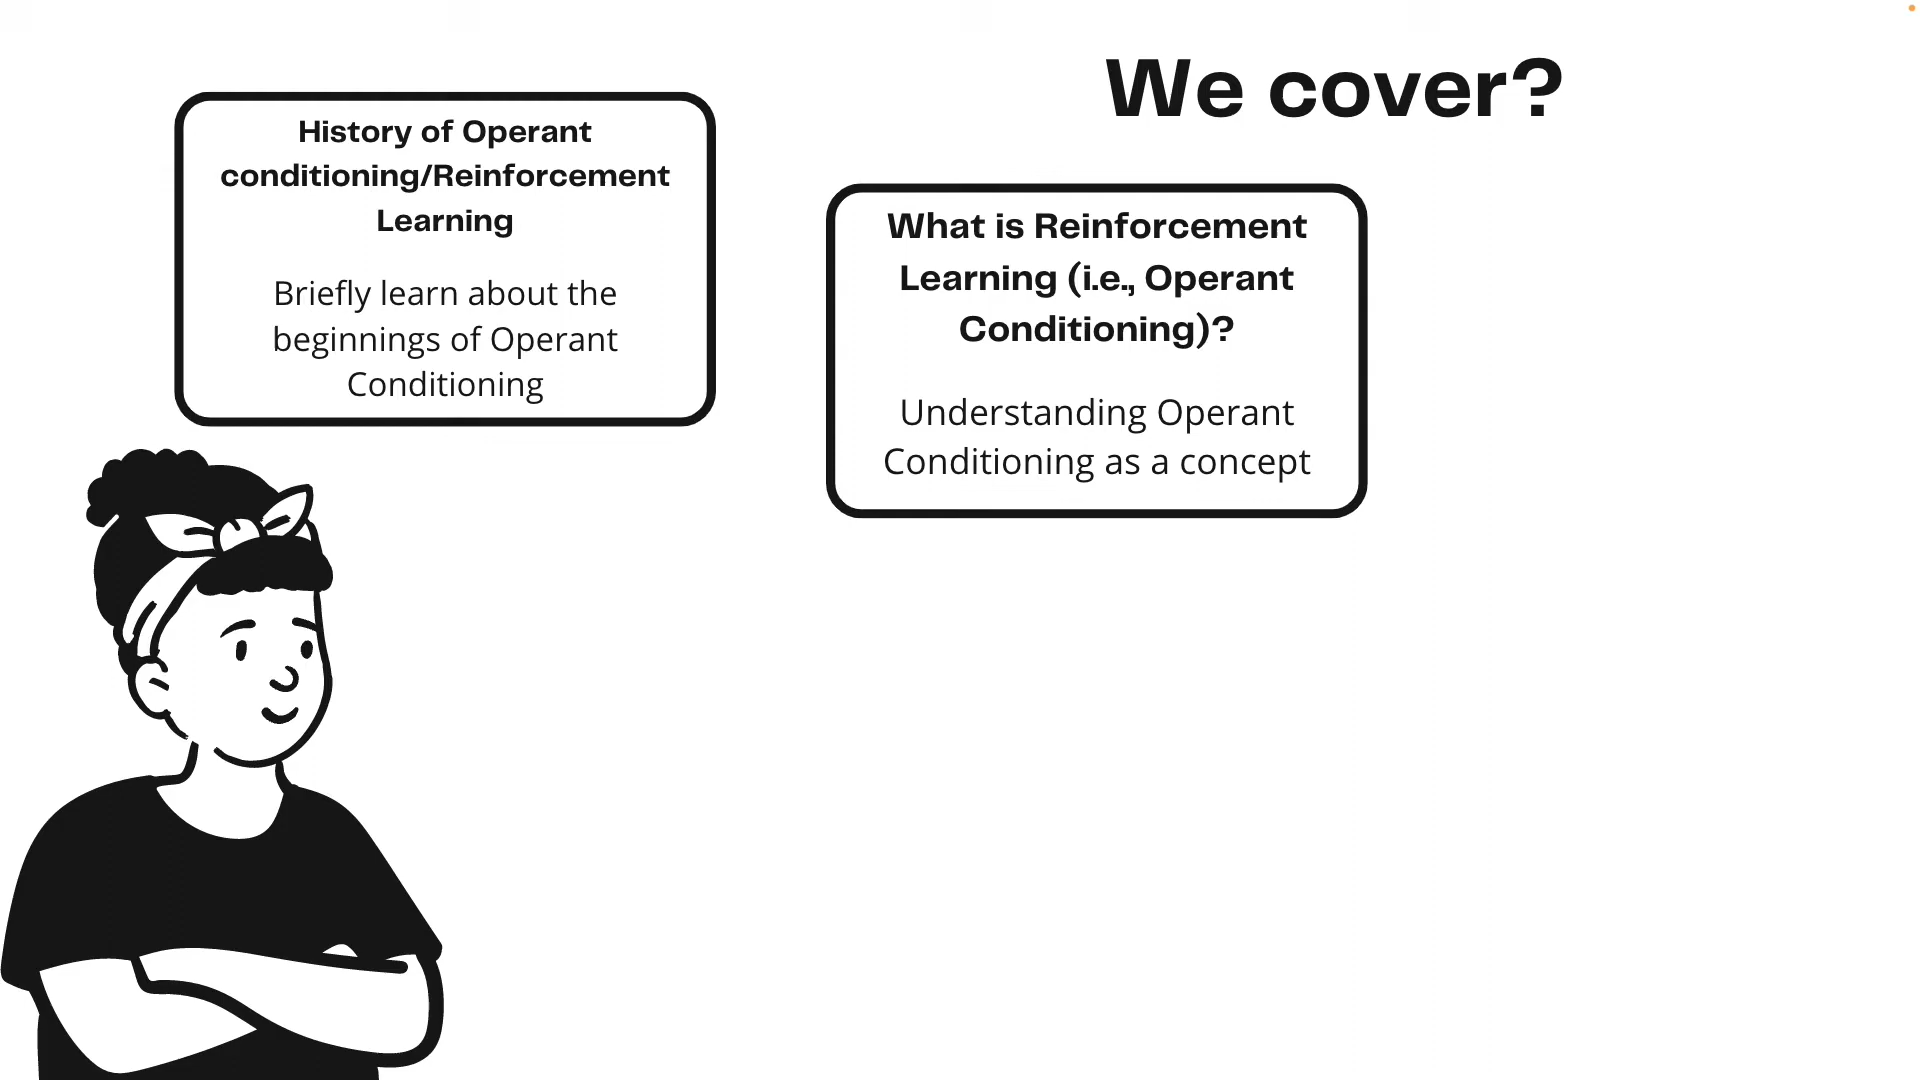 We cover?
History of Operant
conditioning/Reinforcement
Learning
Briefly learn about the
beginnings of Operant
Conditioning
What is Reinforcement
Learning (i.e., Operant
Conditioning)?
Understanding Operant
Conditioning as a concept